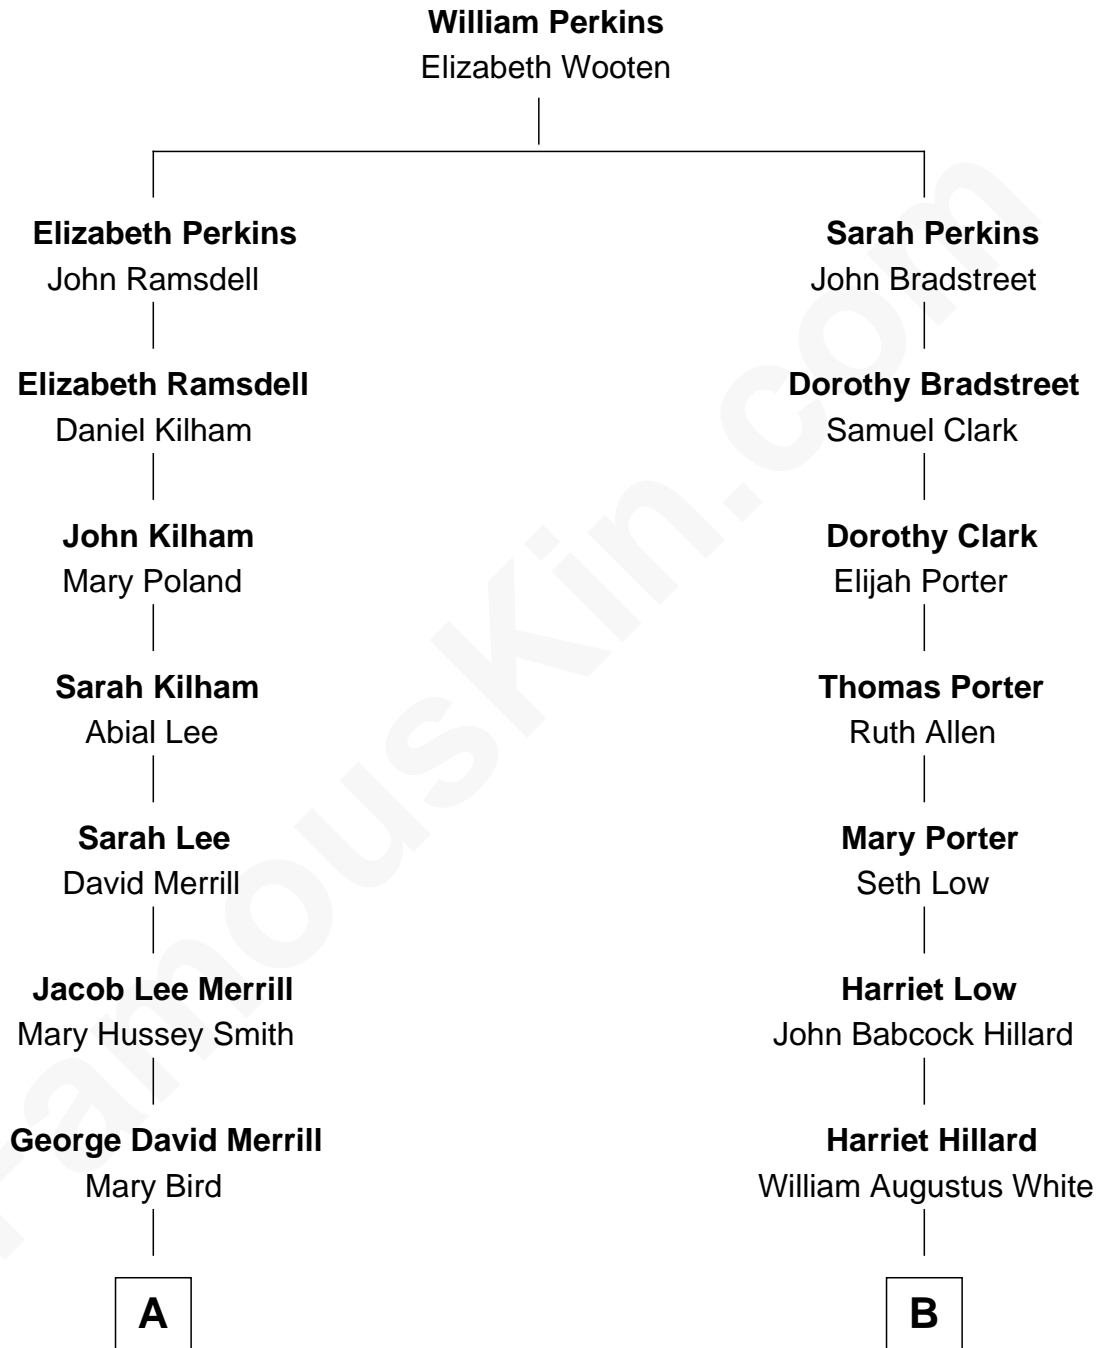 William Perkins
Elizabeth Wooten
Elizabeth Perkins
John Ramsdell
Sarah Perkins
John Bradstreet
Elizabeth Ramsdell
Daniel Kilham
Dorothy Bradstreet
Samuel Clark
John Kilham
Mary Poland
Dorothy Clark
Elijah Porter
Sarah Kilham
Abial Lee
Thomas Porter
Ruth Allen
Sarah Lee
David Merrill
Mary Porter
Seth Low
Jacob Lee Merrill
Mary Hussey Smith
Harriet Low
John Babcock Hillard
George David Merrill
Mary Bird
Harriet Hillard
William Augustus White
A
B
FamousKin.com